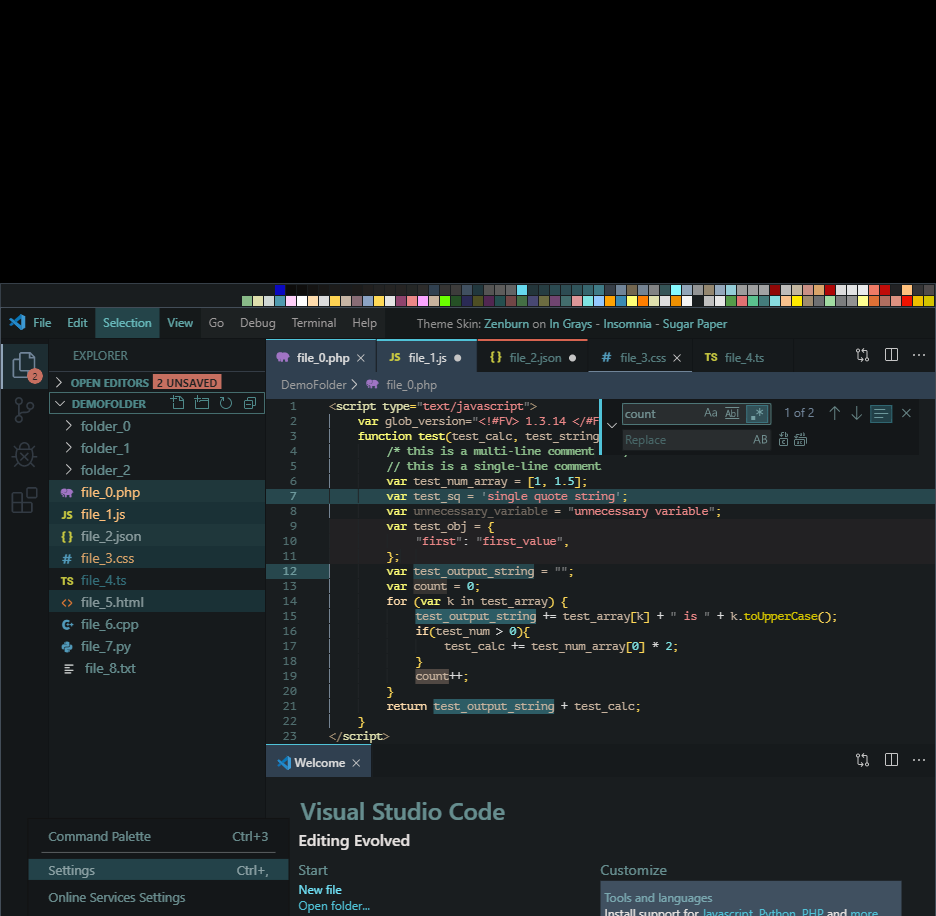 File Edit Selection View Go Debug Terminal Help Theme Skin: Zenburn on In Grays - Insomnia - Sugar Paper
2
EXPLORER
OPEN EDITORS 2 UNSAVED
DEMOFOLDER
folder_0
folder_1
folder_2
file_0.php
file_1.js
file_2.json
file_3.css
TS file_4.ts
file_5.html
file_6.cpp
file_7.py
file_8.txt
file_0.php × JS file_1.js ● {} file_2.json ● # file_3.css × TS file_4.ts
DemoFolder > file_0.php
count Aa Abl .* 1 of 2
Replace AB
1 <script type="text/javascript">
2 var glob_version="<!#FV> 1.3.14 </#F
3 function test(test_calc, test_string
4 /* this is a multi-line comment
5 // this is a single-line comment
6 var test_num_array = [1, 1.5];
7 var test_sq = 'single quote string';
8 var unnecessary_variable = "unnecessary variable";
9 var test_obj = {
10 "first": "first_value",
11 };
12 var test_output_string = "";
13 var count = 0;
14 for (var k in test_array) {
15 test_output_string += test_array[k] + " is " + k.toUpperCase();
16 if(test_num > 0){
17 test_calc += test_num_array[0] * 2;
18 }
19 count++;
20 }
21 return test_output_string + test_calc;
22 }
23 </script>
Welcome ×
Visual Studio Code
Editing Evolved
Start
New file
Open folder...
Customize
Tools and languages
Install support for Javascript, Python, PHP and more
Command Palette Ctrl+3
Settings Ctrl+,
Online Services Settings